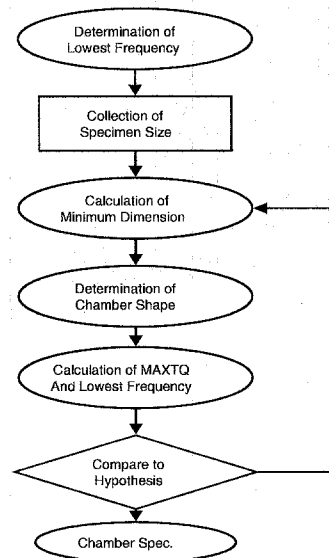 Determination of
Lowest Frequency
Collection of
Specimen Size
Calculation of
Minimum Dimension
Determination of
Chamber Shape
Calculation of MAXTQ
And Lowest Frequency
Compare to
Hypothesis
Chamber Spec.